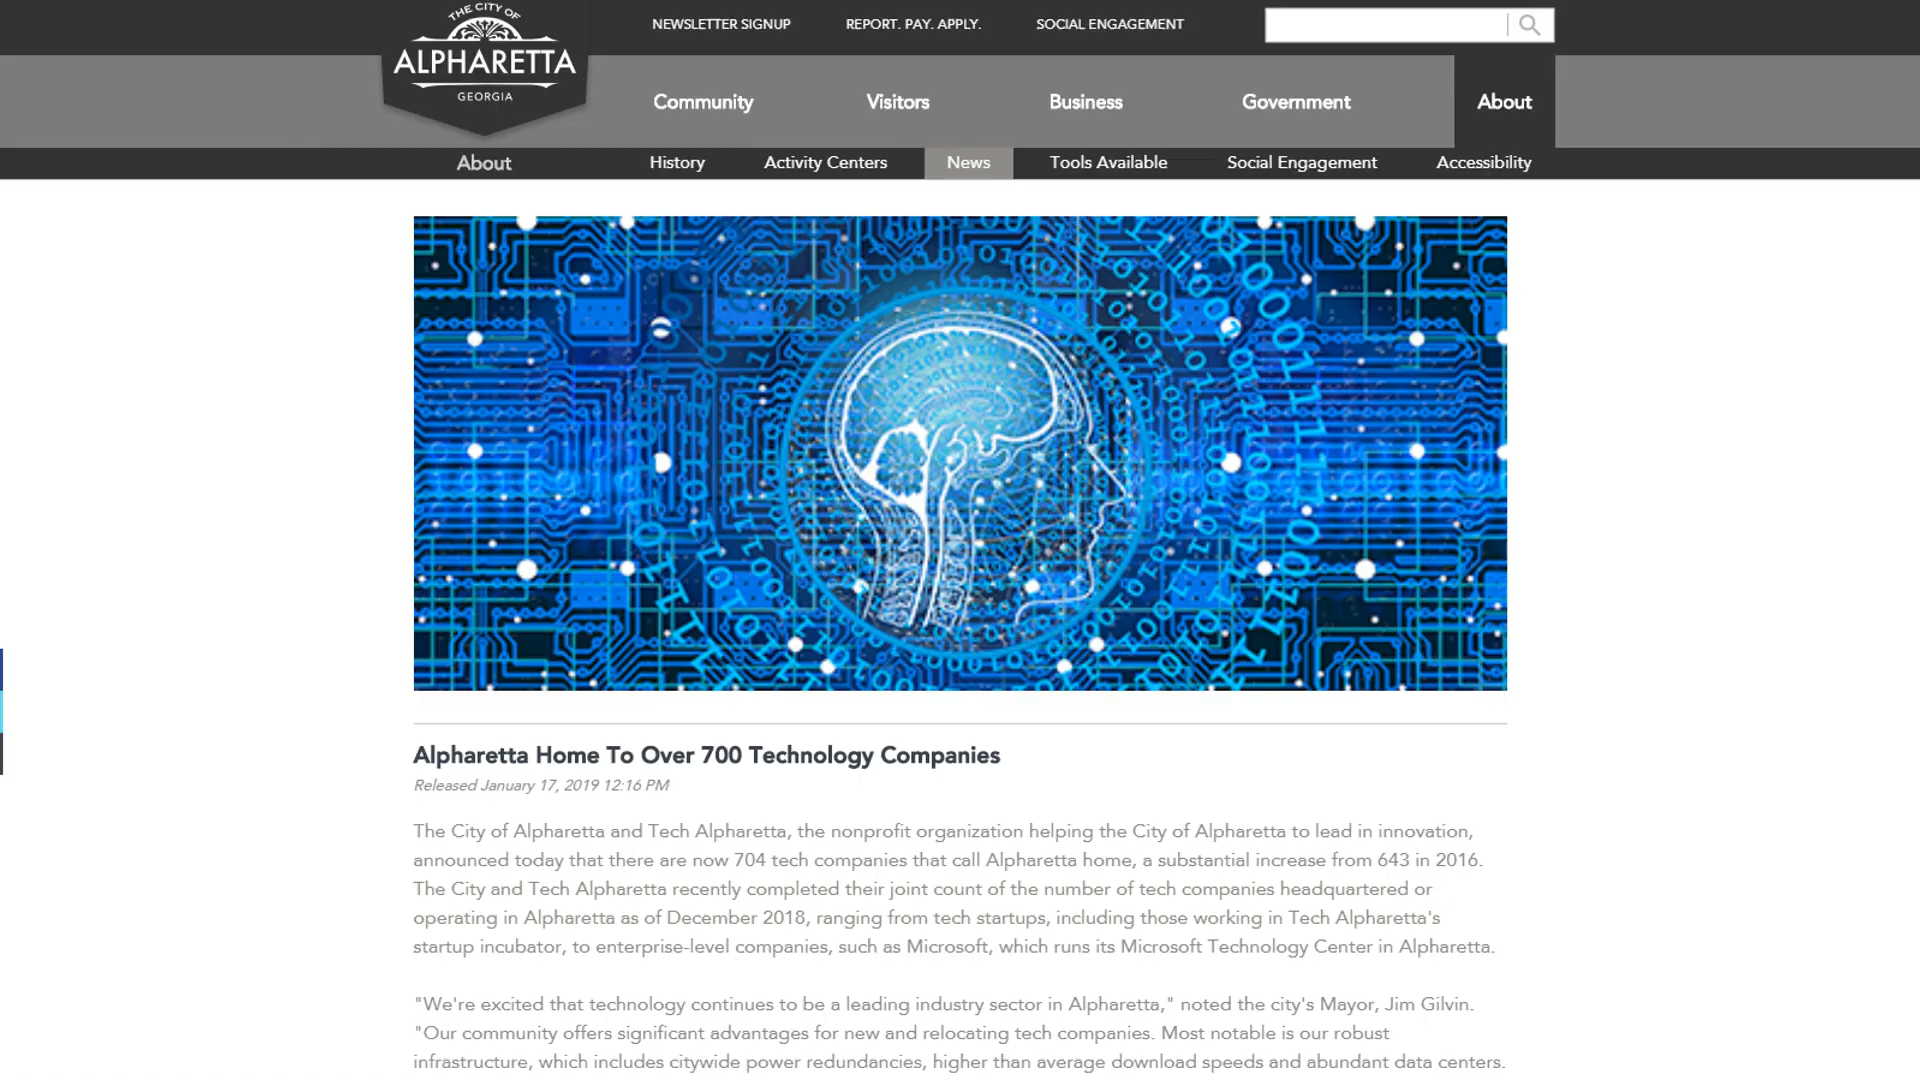 THE CITY OF
ALPHARETTA
GEORGIA
NEWSLETTER SIGNUP
REPORT. PAY. APPLY.
SOCIAL ENGAGEMENT
Community
Visitors
Business
Government
About
About
History
Activity Centers
News
Tools Available
Social Engagement
Accessibility
Alpharetta Home To Over 700 Technology Companies
Released January 17, 2019 12:16 PM
The City of Alpharetta and Tech Alpharetta, the nonprofit organization helping the City of Alpharetta to lead in innovation,
announced today that there are now 704 tech companies that call Alpharetta home, a substantial increase from 643 in 2016.
The City and Tech Alpharetta recently completed their joint count of the number of tech companies headquartered or
operating in Alpharetta as of December 2018, ranging from tech startups, including those working in Tech Alpharetta's
startup incubator, to enterprise-level companies, such as Microsoft, which runs its Microsoft Technology Center in Alpharetta.
"We're excited that technology continues to be a leading industry sector in Alpharetta," noted the city's Mayor, Jim Gilvin.
"Our community offers significant advantages for new and relocating tech companies. Most notable is our robust
infrastructure, which includes citywide power redundancies, higher than average download speeds and abundant data centers.